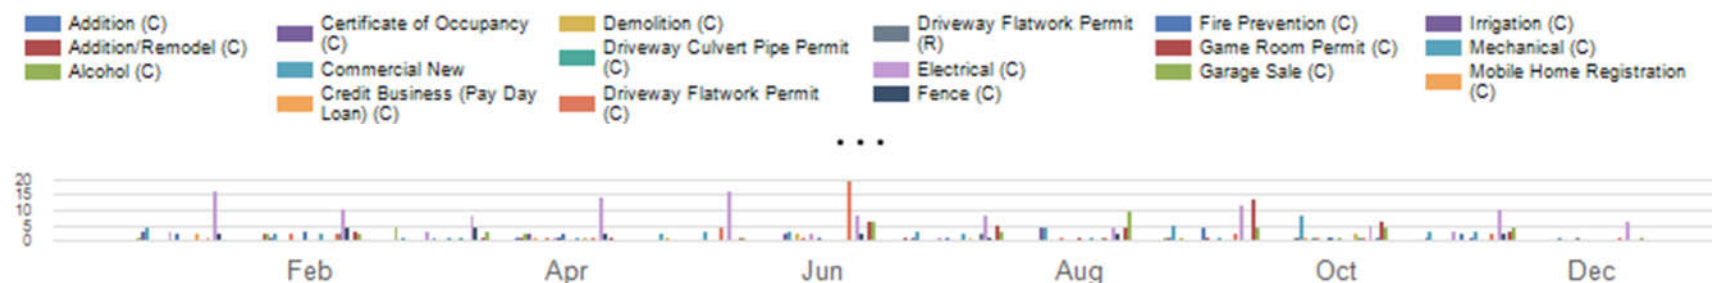 Addition (C)
Addition/Remodel (C)
Alcohol (C)
Certificate of Occupancy
(C)
Commercial New
Credit Business (Pay Day
Loan) (C)
Demolition (C)
Driveway Culvert Pipe Permit
(C)
Driveway Flatwork Permit
(C)
Driveway Flatwork Permit
(R)
Electrical (C)
Fence (C)
Fire Prevention (C)
Game Room Permit (C)
Garage Sale (C)
Irrigation (C)
Mechanical (C)
Mobile Home Registration
(C)
• • •
20
15
10
5
0
Feb Apr Jun Aug Oct Dec